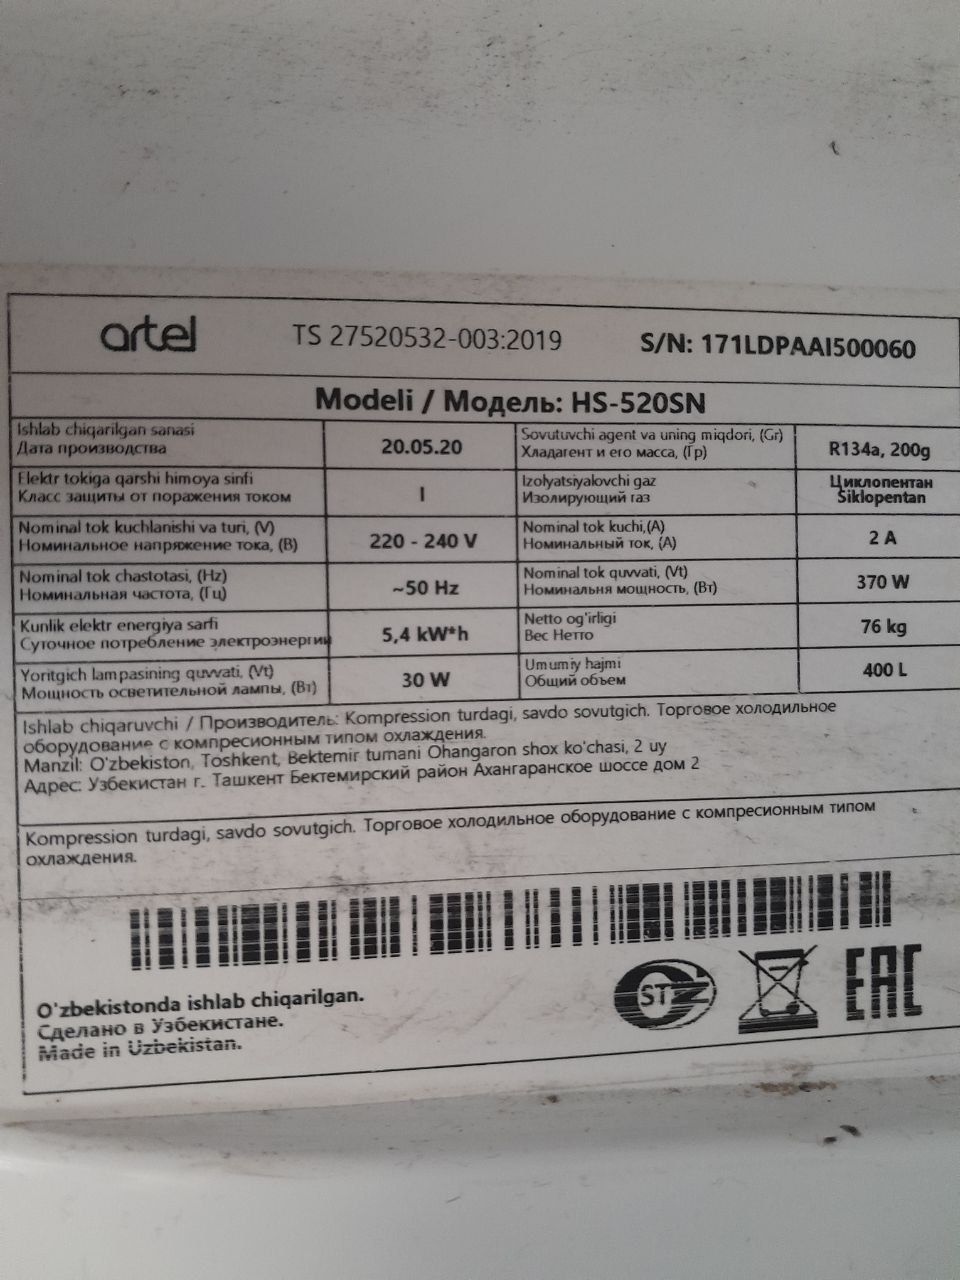 artel
TS 27520532-003:2019
S/N: 171LDPAAI500060
Modeli / Модель: HS-520SN
Ishlab chiqarilgan sanasi
Дата производства
20.05.20
Sovutuvchi agent va uning miqdori, (Gr)
Хладагент и его масса, (Гр)
R134a, 200g
Elektr tokiga qarshi himoya sinfi
Класс защиты от поражения током
I
Izolyatsiyalovchi gaz
Изолирующий газ
Циклопентан
Siklopentan
Nominal tok kuchlanishi va turi, (V)
Номинальное напряжение тока, (В)
220 - 240 V
Nominal tok kuchi,(A)
Номинальный ток, (А)
2 A
Nominal tok chastotasi, (Hz)
Номинальная частота, (Гц)
~50 Hz
Nominal tok quvvati, (Vt)
Номинальня мощность, (Вт)
370 W
Kunlik elektr energiya sarfi
Суточное потребление электроэнергии
5,4 kW*h
Netto og'irligi
Вес Нетто
76 kg
Yoritgich lampasining quvvati, (Vt)
Мощность осветительной лампы, (Вт)
30 W
Umumiy hajmi
Общий объем
400 L
Ishlab chiqaruvchi / Производитель: Kompression turdagi, savdo sovutgich. Торговое холодильное
оборудование с компресионным типом охлаждения.
Manzil: O'zbekiston, Toshkent, Bektemir tumani Ohangaron shox ko'chasi, 2 uy
Адрес: Узбекистан г. Ташкент Бектемирский район Ахангаранское шоссе дом 2
Kompression turdagi, savdo sovutgich. Торговое холодильное оборудование с компресионным типом
охлаждения.
O'zbekistonda ishlab chiqarilgan.
Сделано в Узбекистане.
Made in Uzbekistan.
ST
EAC